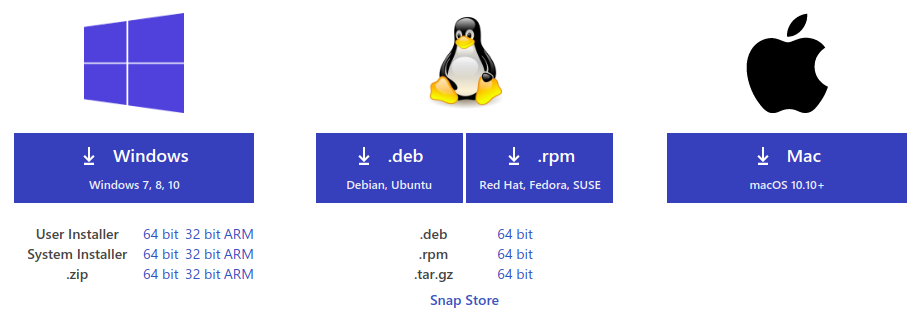 Windows
Windows 7, 8, 10
User Installer 64 bit 32 bit ARM
System Installer 64 bit 32 bit ARM
.zip 64 bit 32 bit ARM
.deb
Debian, Ubuntu
.rpm
Red Hat, Fedora, SUSE
.deb 64 bit
.rpm 64 bit
.tar.gz 64 bit
Snap Store
Mac
macOS 10.10+